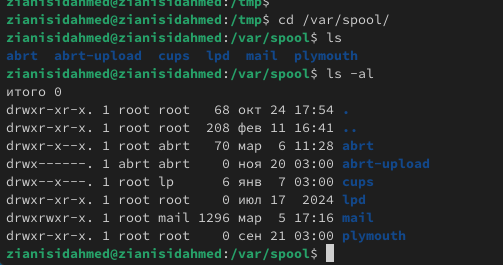 zianisidahmed@zianisidahmed:/tmp$
zianisidahmed@zianisidahmed:/tmp$ cd /var/spool/
zianisidahmed@zianisidahmed:/var/spool$ ls
abrt  abrt-upload  cups  lpd  mail  plymouth
zianisidahmed@zianisidahmed:/var/spool$ ls -al
итого 0
drwxr-xr-x. 1 root root   68 окт 24 17:54 .
drwxr-xr-x. 1 root root  208 фев 11 16:41 ..
drwxr-x--x. 1 root abrt   70 мар  6 11:28 abrt
drwx------. 1 abrt abrt    0 ноя 20 03:00 abrt-upload
drwx--x---. 1 root lp      6 янв  7 03:00 cups
drwxr-xr-x. 1 root root    0 июл 17  2024 lpd
drwxrwxr-x. 1 root mail 1296 мар  5 17:16 mail
drwxr-xr-x. 1 root root    0 сен 21 03:00 plymouth
zianisidahmed@zianisidahmed:/var/spool$